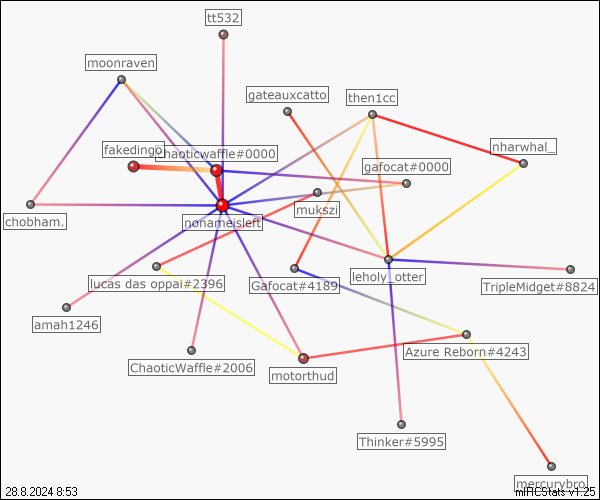 tt532
moonraven
gateauxcatto
then1cc
nharwhal_
fakedingo
chaoticwaffle#0000
gafocat#0000
mukszi
chobham.
nonameisleft
leholy_otter
lucas das oppai#2396
Gafocat#4189
TripleMidget#8824
amah1246
Azure Reborn#4243
ChaoticWaffle#2006
motorthud
Thinker#5995
mercurybro
28.8.2024 8:53
mIRCStats v1.25